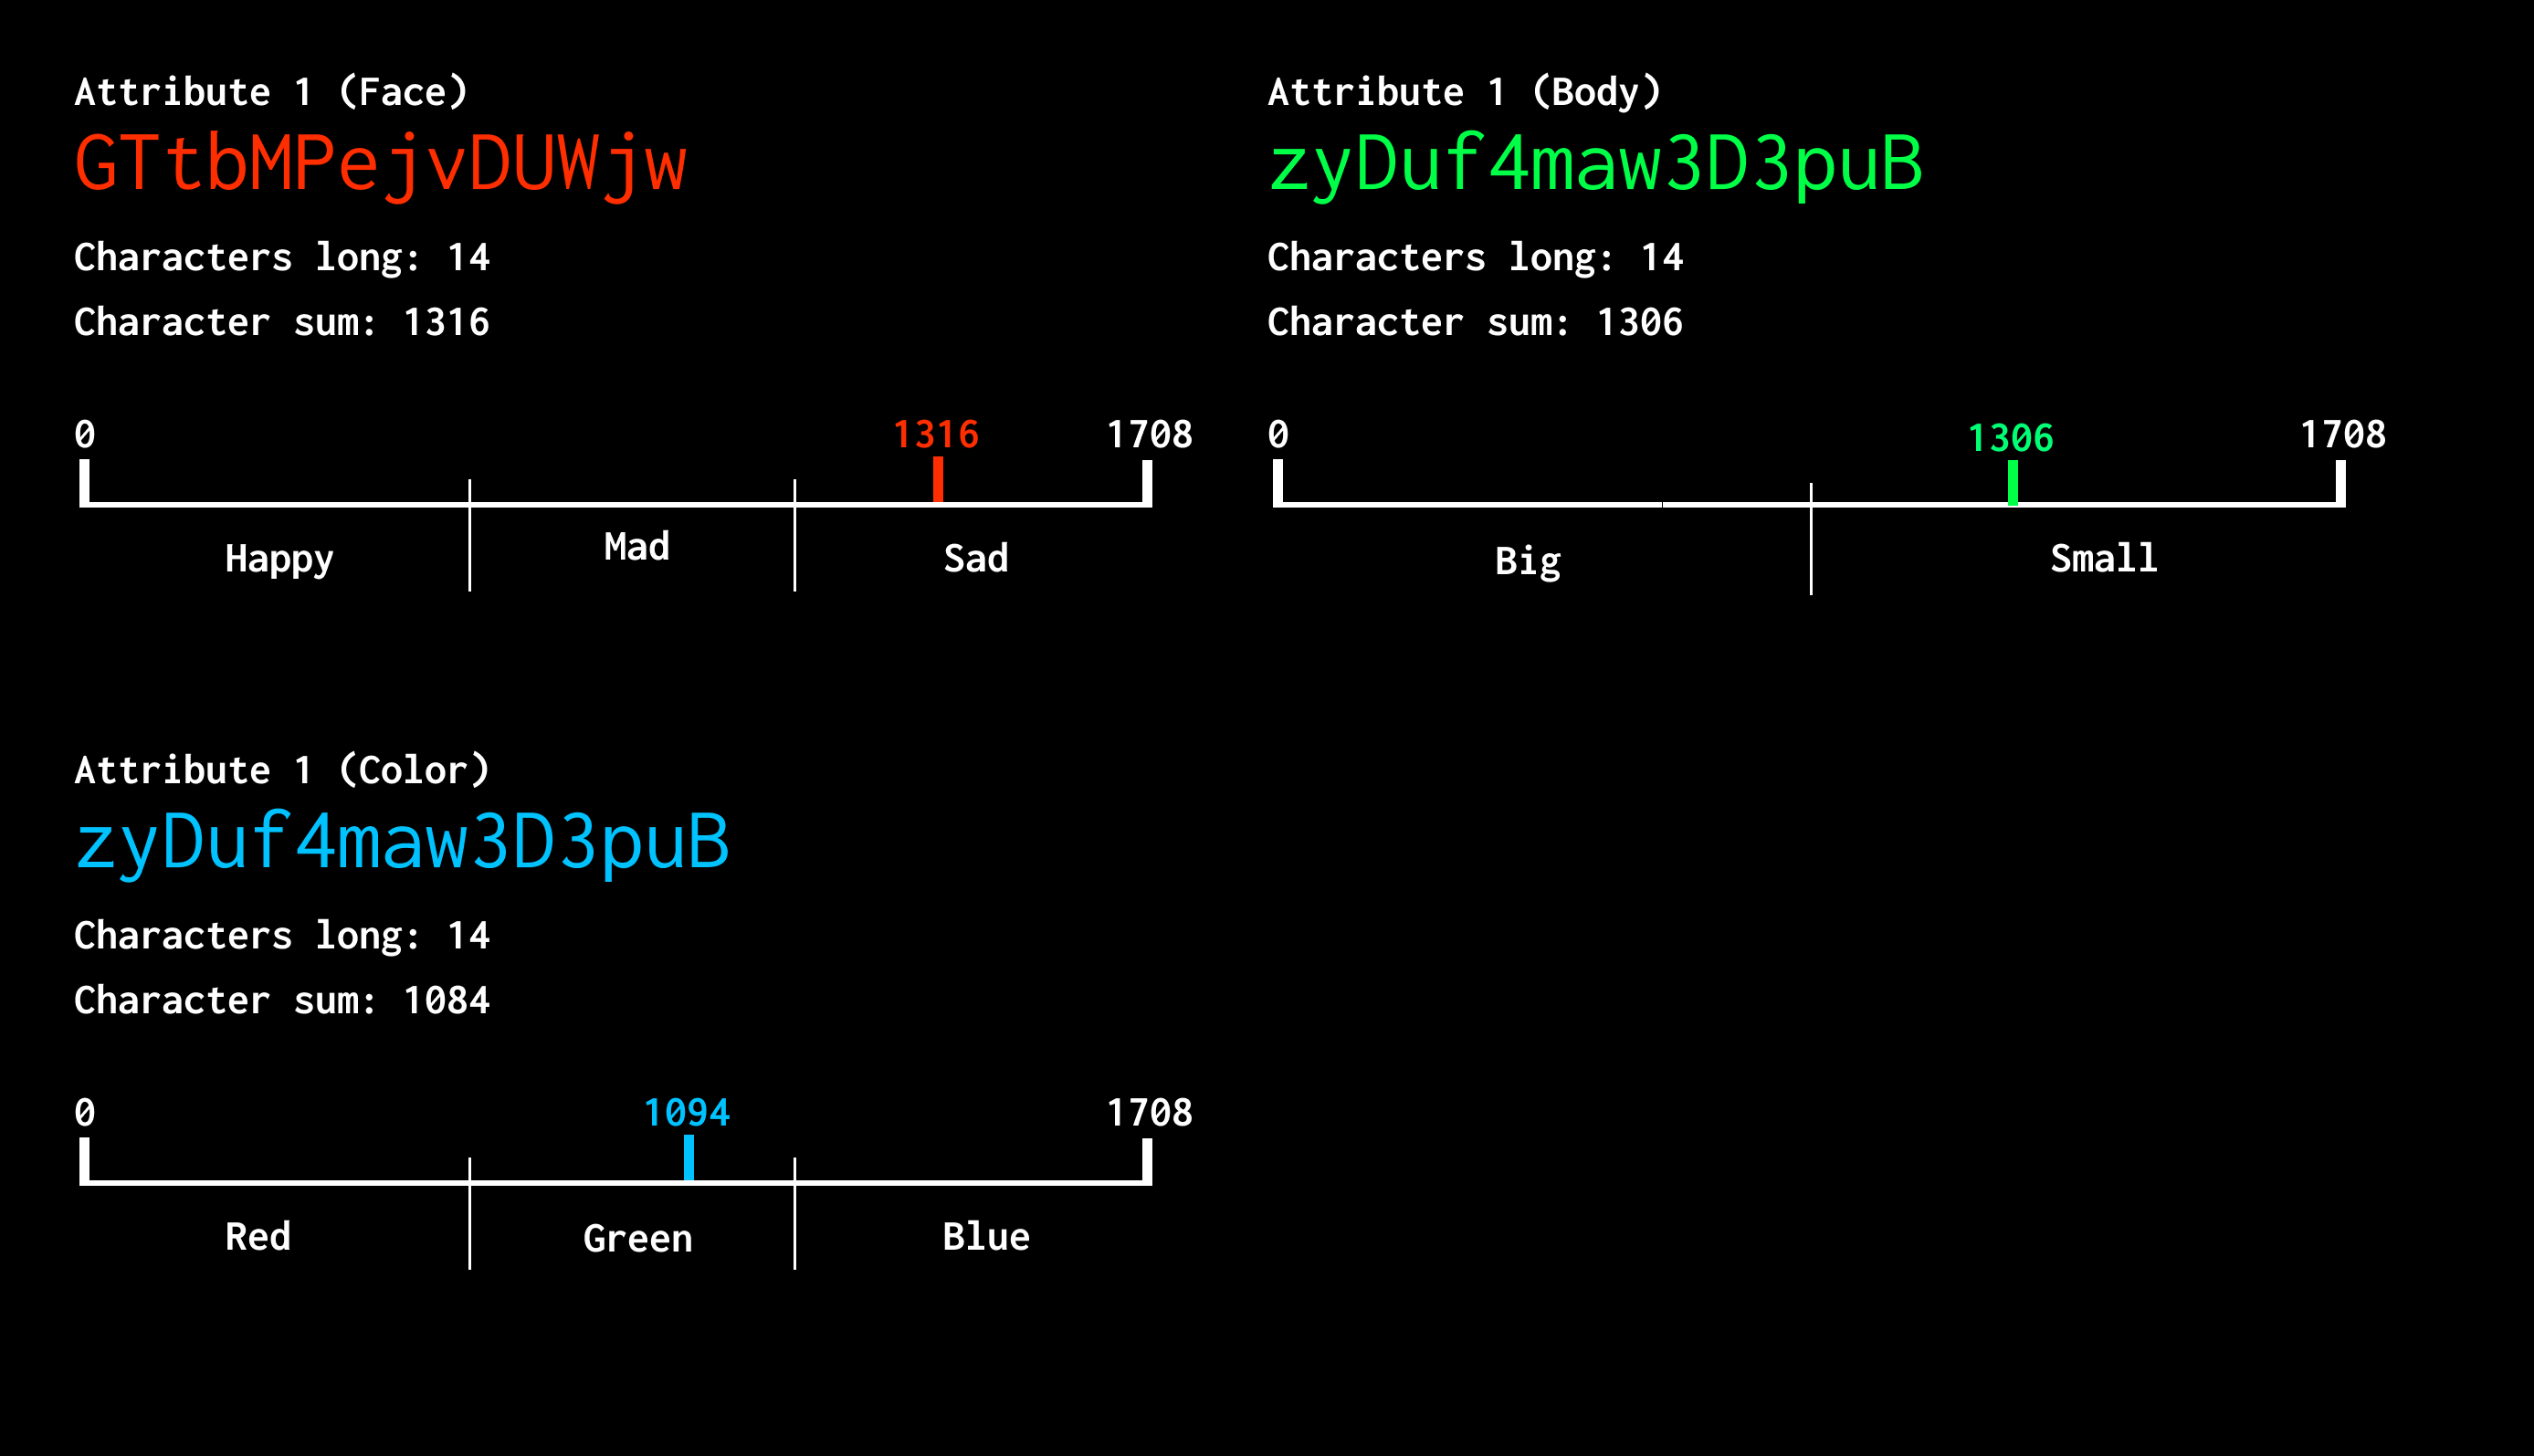 Attribute 1 (Face)
GTtbMPejvDUWjw
Characters long: 14
Character sum: 1316
0
1316
1708
Happy
Mad
Sad
Attribute 1 (Body)
zyDuf4maw3D3puB
Characters long: 14
Character sum: 1306
0
1306
1708
Big
Small
Attribute 1 (Color)
zyDuf4maw3D3puB
Characters long: 14
Character sum: 1084
0
1094
1708
Red
Green
Blue